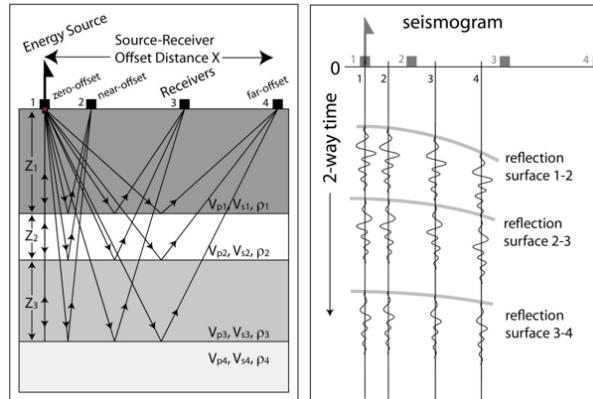 Energy Source
Source-Receiver
Offset Distance X
zero-offset
near-offset
Receivers
far-offset
1 2 3 4
Z1
Vp1, Vs1, ρ1
Z2
Vp2, Vs2, ρ2
Z3
Vp3, Vs3, ρ3
Vp4, Vs4, ρ4
seismogram
1 2 3 4
0
1 2 3 4
2-way time
reflection
surface 1-2
reflection
surface 2-3
reflection
surface 3-4